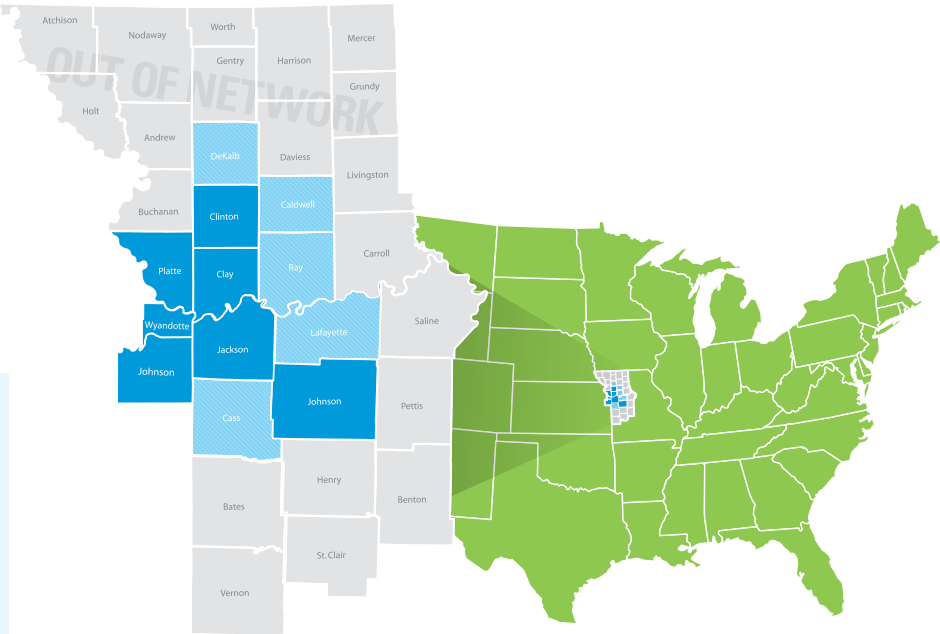 Atchison
Nodaway
Worth
Harrison
Mercer
Gentry
OUT OF NETWORK
Grundy
Holt
Andrew
DeKalb
Daviess
Livingston
Buchanan
Clinton
Caldwell
Platte
Clay
Ray
Carroll
Wyandotte
Jackson
Lafayette
Saline
Johnson
Johnson
Pettis
Cass
Henry
Benton
Bates
St. Clair
Vernon